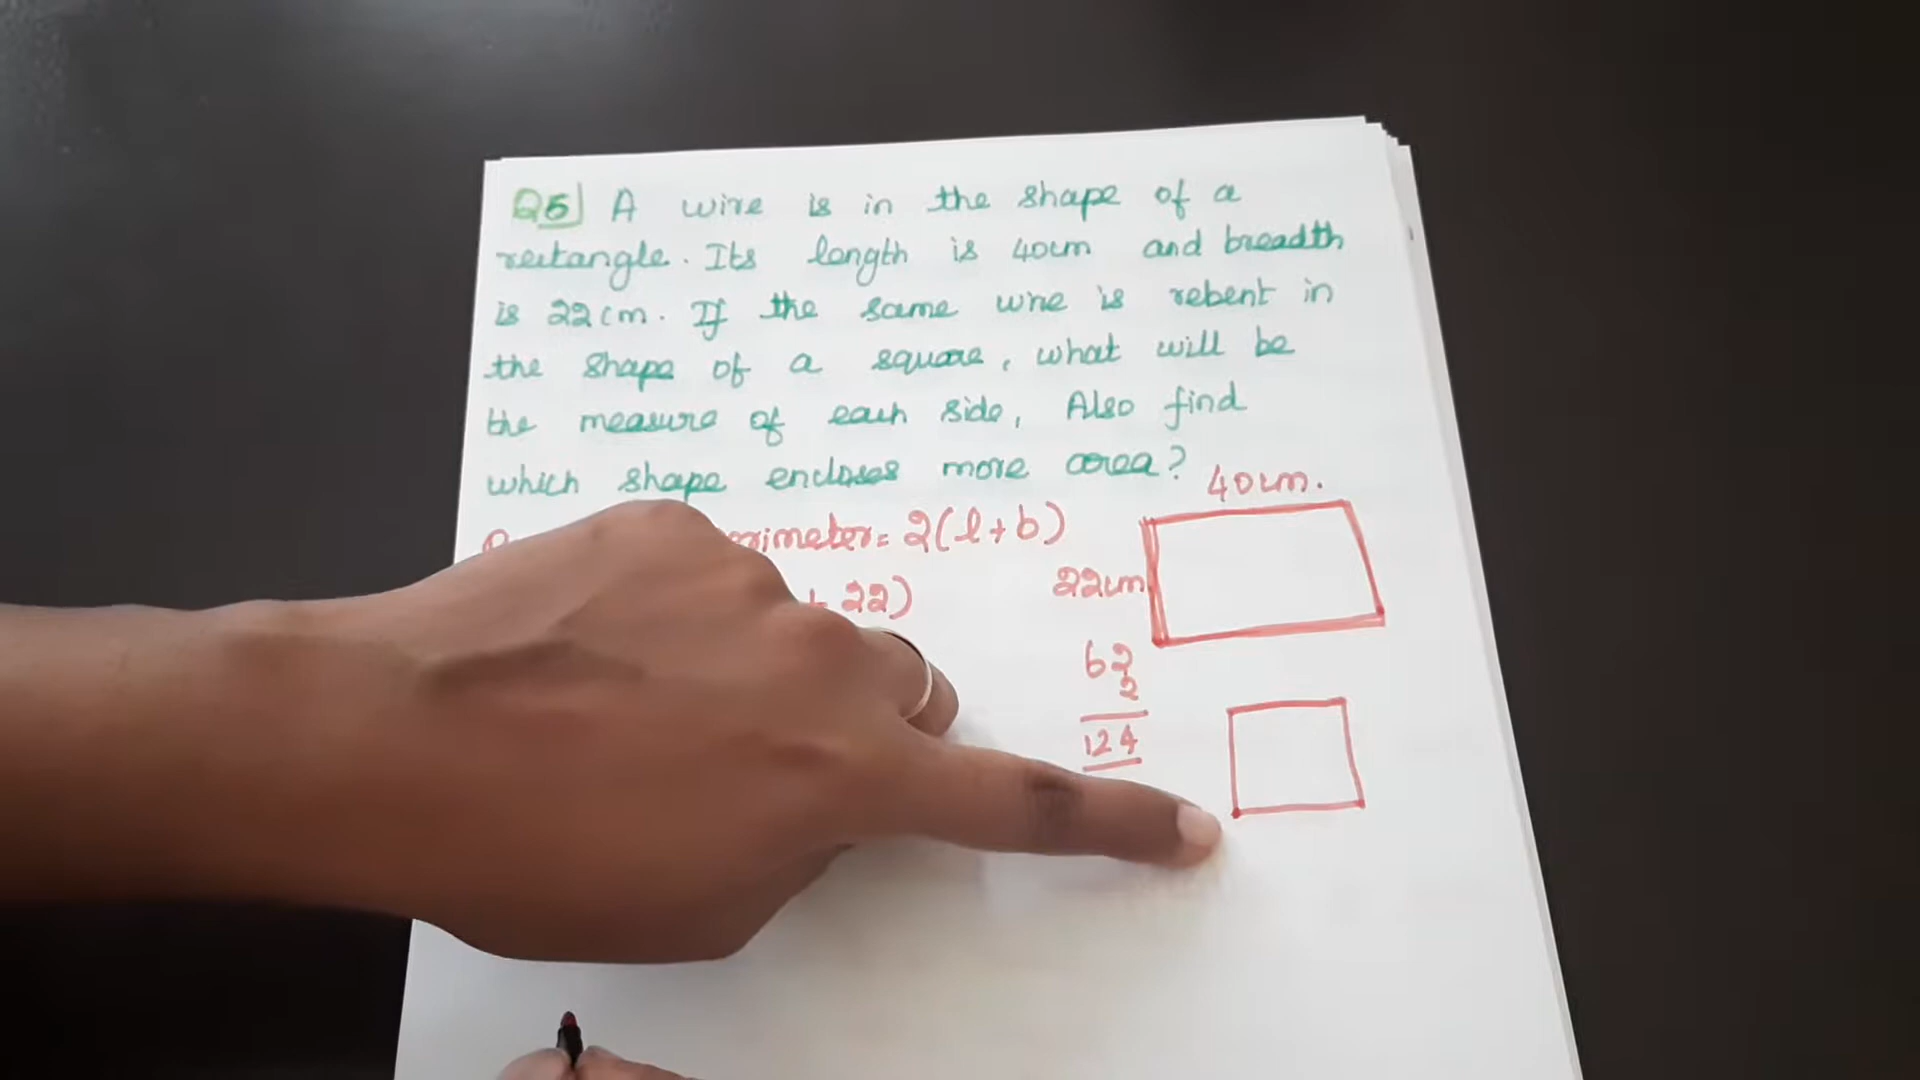 Q5 A wire is in the shape of a
rectangle. Its length is 40cm and breadth
is 22cm. If the same wire is rebent in
the shape of a square, what will be
the measure of each side, Also find
which shape encloses more area?
40cm.
= 2(l+b)
22cm
+ 22)
62
2
124